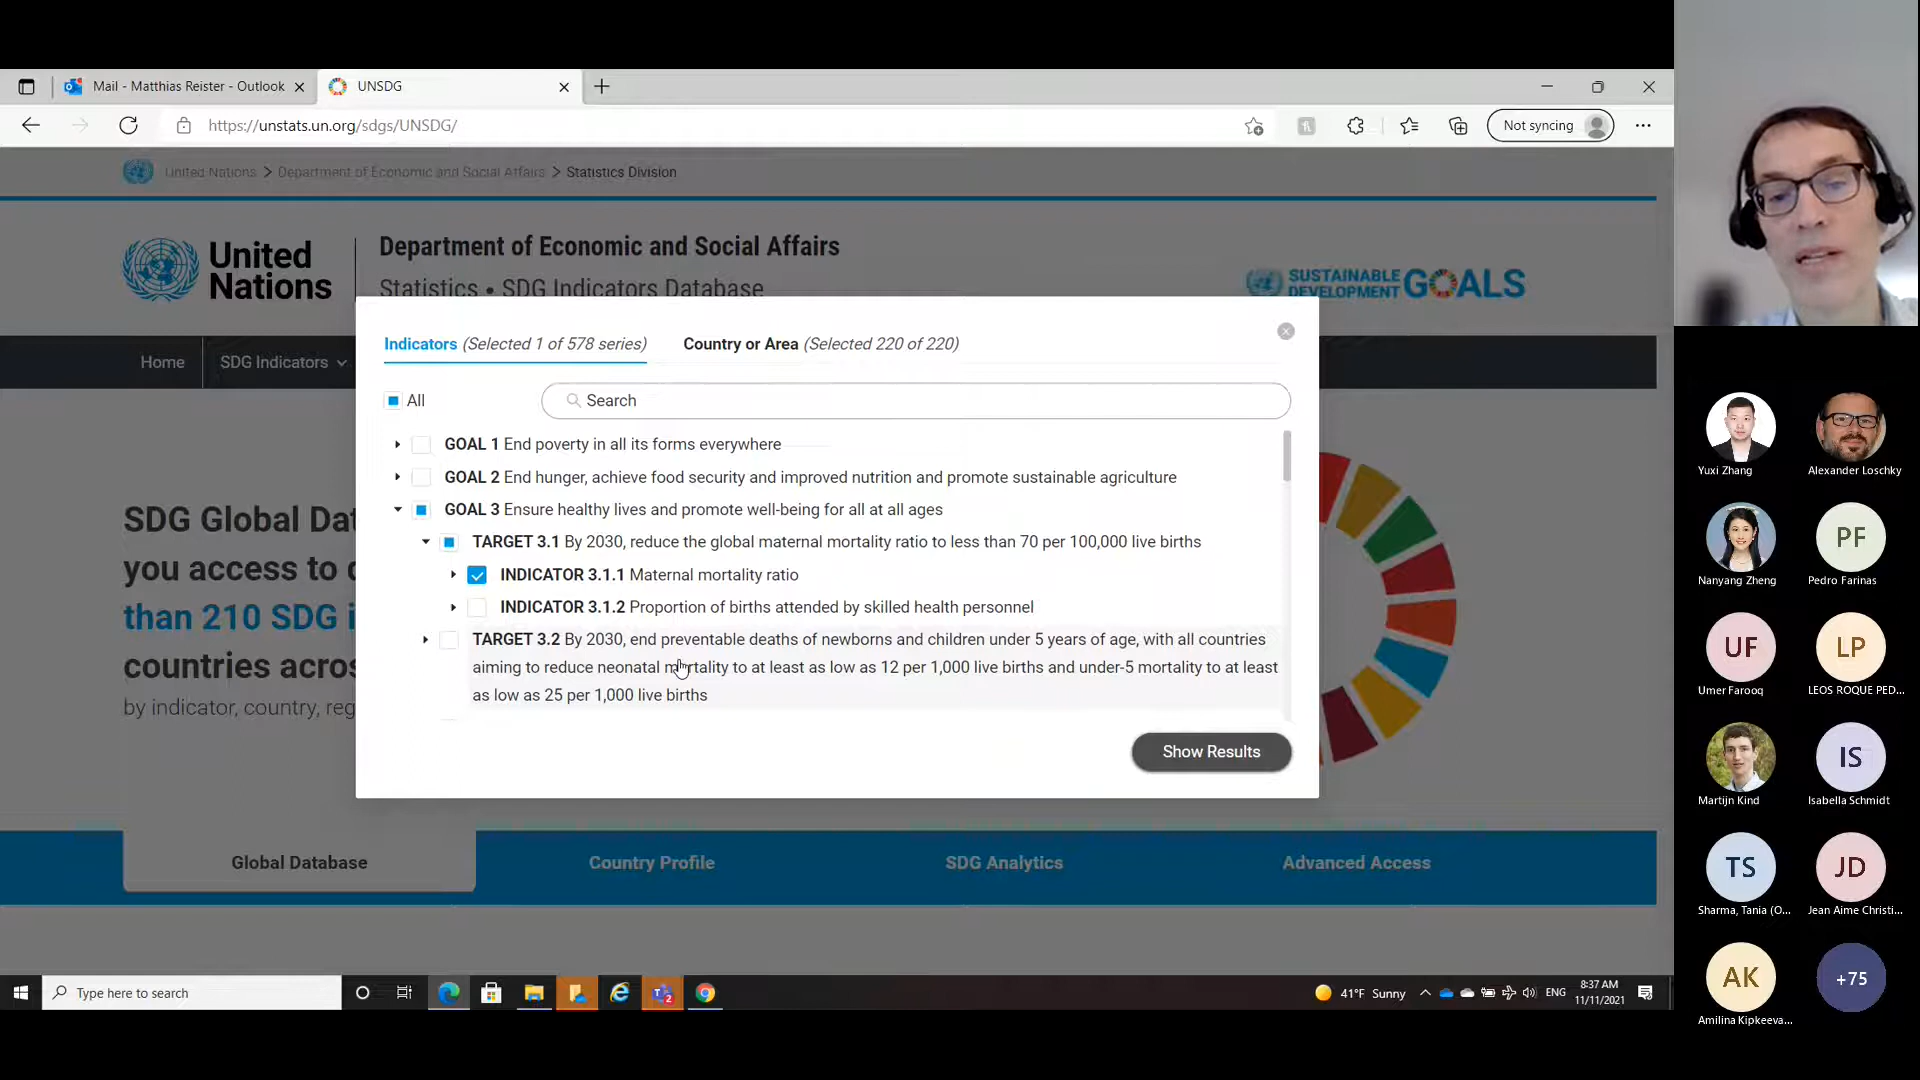 Mail - Matthias Reister - Outlook
UNSDG
https://unstats.un.org/sdgs/UNSDG/
Not syncing
United Nations > Department of Economic and Social Affairs > Statistics Division
United
Nations
Department of Economic and Social Affairs
Statistics • SDG Indicators Database
SUSTAINABLE
DEVELOPMENT
GOALS
Home
SDG Indicators
Indicators (Selected 1 of 578 series)
Country or Area (Selected 220 of 220)
All
Search
GOAL 1 End poverty in all its forms everywhere
GOAL 2 End hunger, achieve food security and improved nutrition and promote sustainable agriculture
GOAL 3 Ensure healthy lives and promote well-being for all at all ages
TARGET 3.1 By 2030, reduce the global maternal mortality ratio to less than 70 per 100,000 live births
INDICATOR 3.1.1 Maternal mortality ratio
INDICATOR 3.1.2 Proportion of births attended by skilled health personnel
TARGET 3.2 By 2030, end preventable deaths of newborns and children under 5 years of age, with all countries
aiming to reduce neonatal mortality to at least as low as 12 per 1,000 live births and under-5 mortality to at least
as low as 25 per 1,000 live births
Show Results
SDG Global Dat
you access to
than 210 SDG i
countries acros
by indicator, country, reg
Global Database
Country Profile
SDG Analytics
Advanced Access
Type here to search
41°F Sunny
ENG
8:37 AM
11/11/2021
Yuxi Zhang
Alexander Loschky
Nanyang Zheng
PF
Pedro Farinas
UF
Umer Farooq
LP
LEOS ROQUE PED...
Martijn Kind
IS
Isabella Schmidt
TS
Sharma, Tania (O...
JD
Jean Aime Christi...
AK
Amilina Kipkeeva...
+75